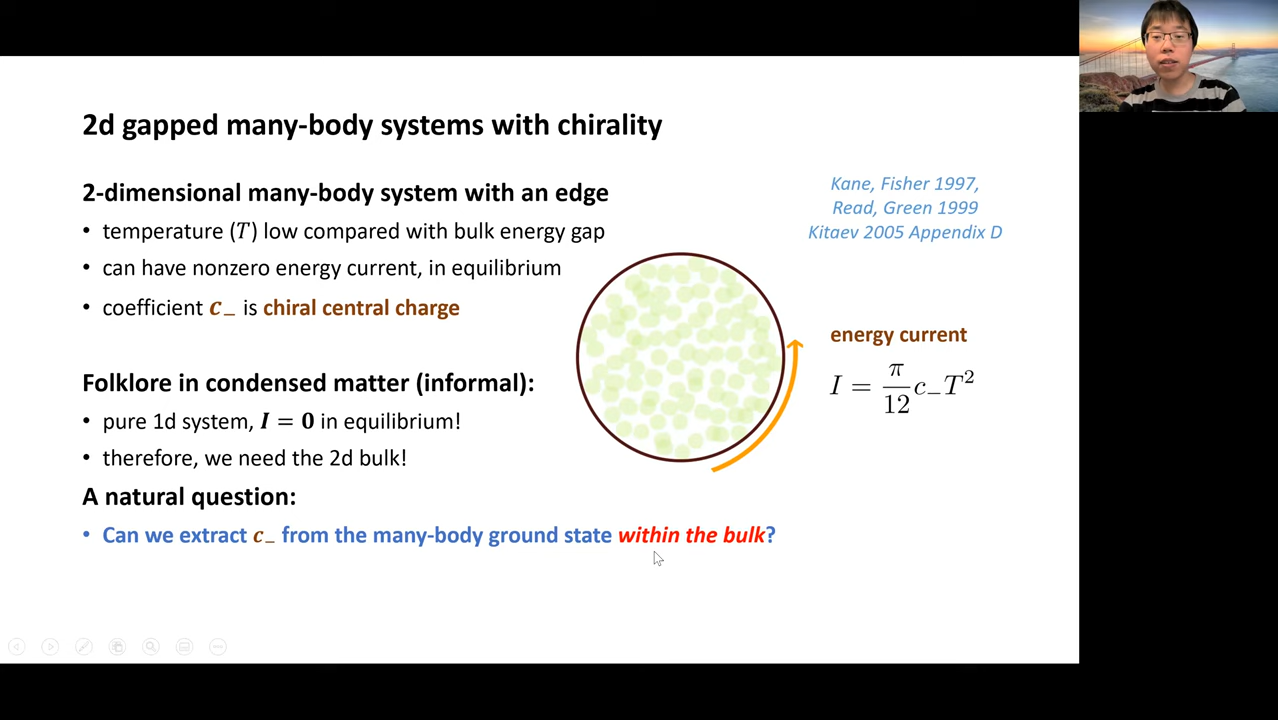 2d gapped many-body systems with chirality
2-dimensional many-body system with an edge
• temperature (T) low compared with bulk energy gap
• can have nonzero energy current, in equilibrium
• coefficient c₋ is chiral central charge
Kane, Fisher 1997,
Read, Green 1999
Kitaev 2005 Appendix D
energy current
I = π/12 c₋T²
Folklore in condensed matter (informal):
• pure 1d system, I = 0 in equilibrium!
• therefore, we need the 2d bulk!
A natural question:
• Can we extract c₋ from the many-body ground state within the bulk?